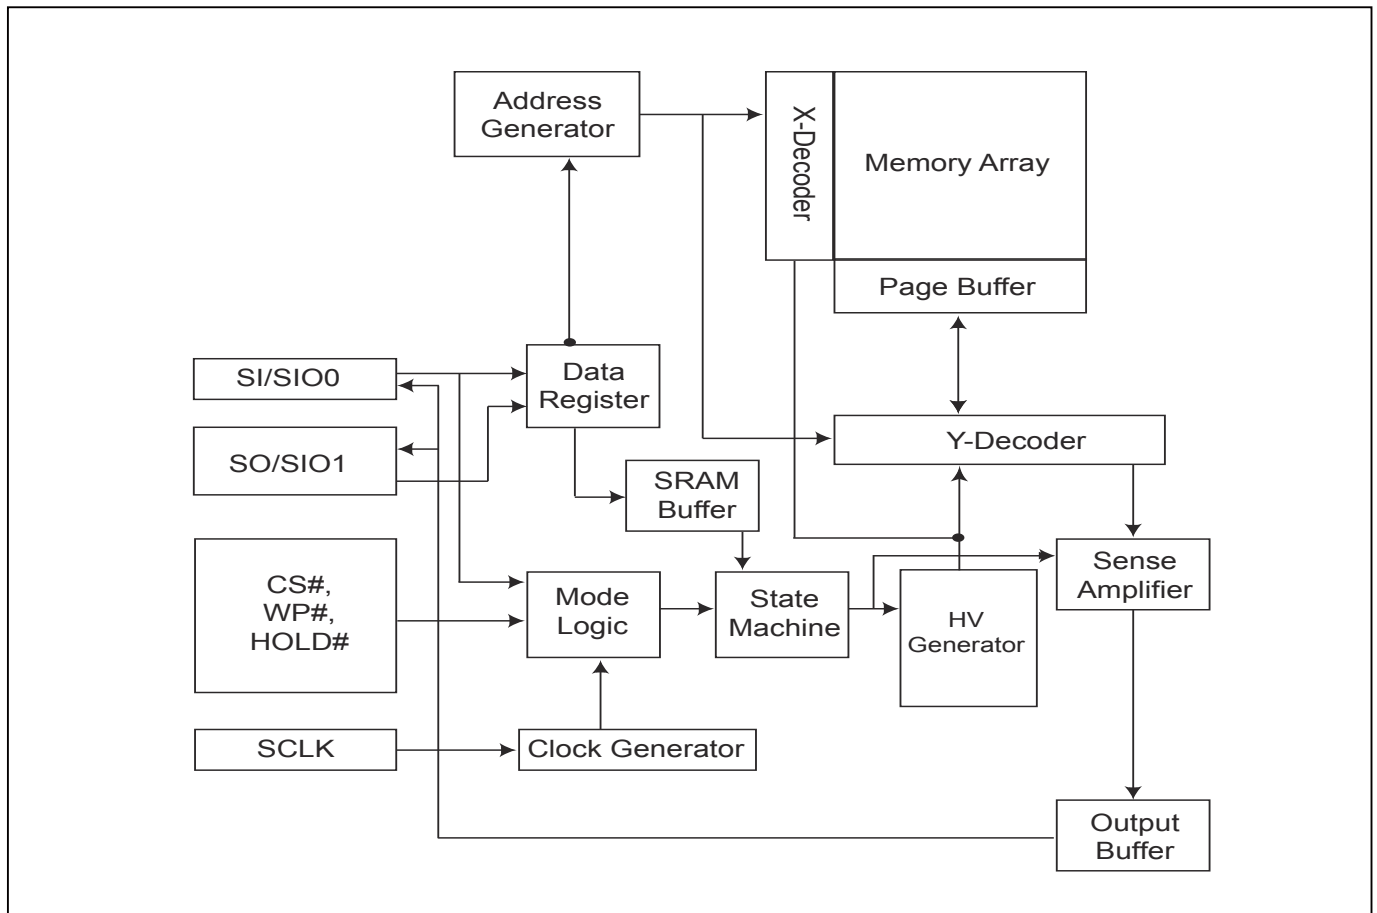 Address
Generator
X-Decoder
Memory Array
Page Buffer
SI/SIO0
Data
Register
SO/SIO1
Y-Decoder
SRAM
Buffer
CS#,
WP#,
HOLD#
Mode
Logic
State
Machine
HV
Generator
Sense
Amplifier
SCLK
Clock Generator
Output
Buffer